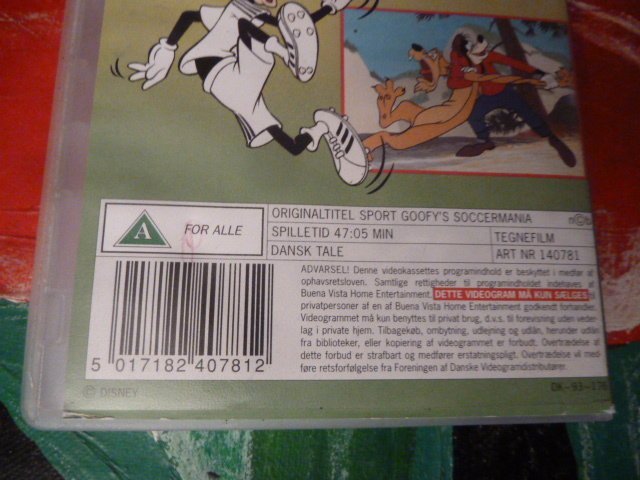 A FOR ALLE
ORIGINALTITEL SPORT GOOFY'S SOCCERMANIA
SPILLETID 47:05 MIN
TEGNEFILM
DANSK TALE
ART NR 140781
ADVARSEL! Denne videokassettes programindhold er beskyttet i medfør af
ophavsretsloven. Samtlige rettigheder til programindholdet indehaves af
Buena Vista Home Entertainment. DETTE VIDEOGRAM MÅ KUN SÆLGES til
privatpersoner af en af Buena Vista Home Entertainment godkendt forhandler.
Videogrammet må kun benyttes til privat brug, d.v.s. til forevisning uden veder-
lag i private hjem. Tilbagekøb, ombytning, udlejning og udlån, herunder udlån
fra biblioteker, eller kopiering af videogrammet er forbudt. Overtrædelse af
dette forbud er strafbart og medfører erstatningspligt. Overtrædelse vil med-
føre retsforfølgelse fra Foreningen af Danske Videogramdistributører.
5 017182 407812
© DISNEY
DK-93-176